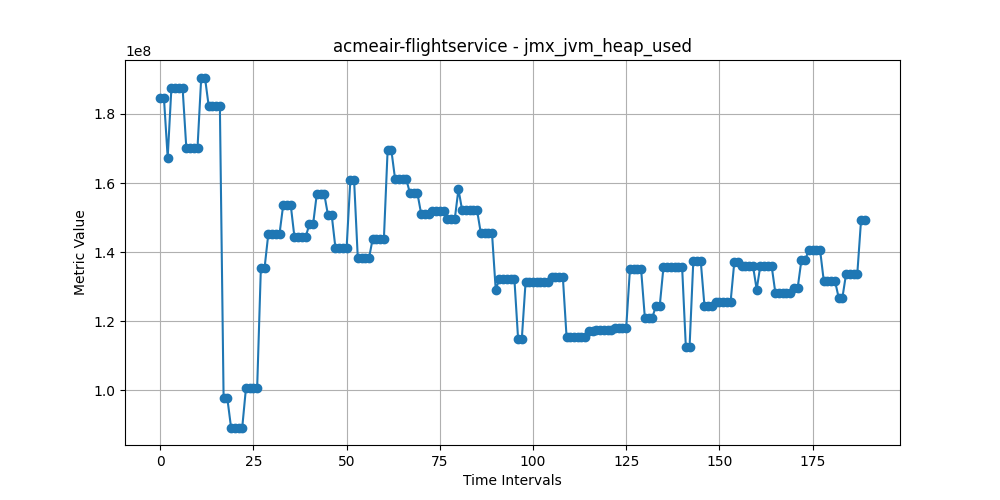 acmeair-flightservice - jmx_jvm_heap_used
1e8
1.8
1.6
1.4
1.2
1.0
Metric Value
0 25 50 75 100 125 150 175
Time Intervals